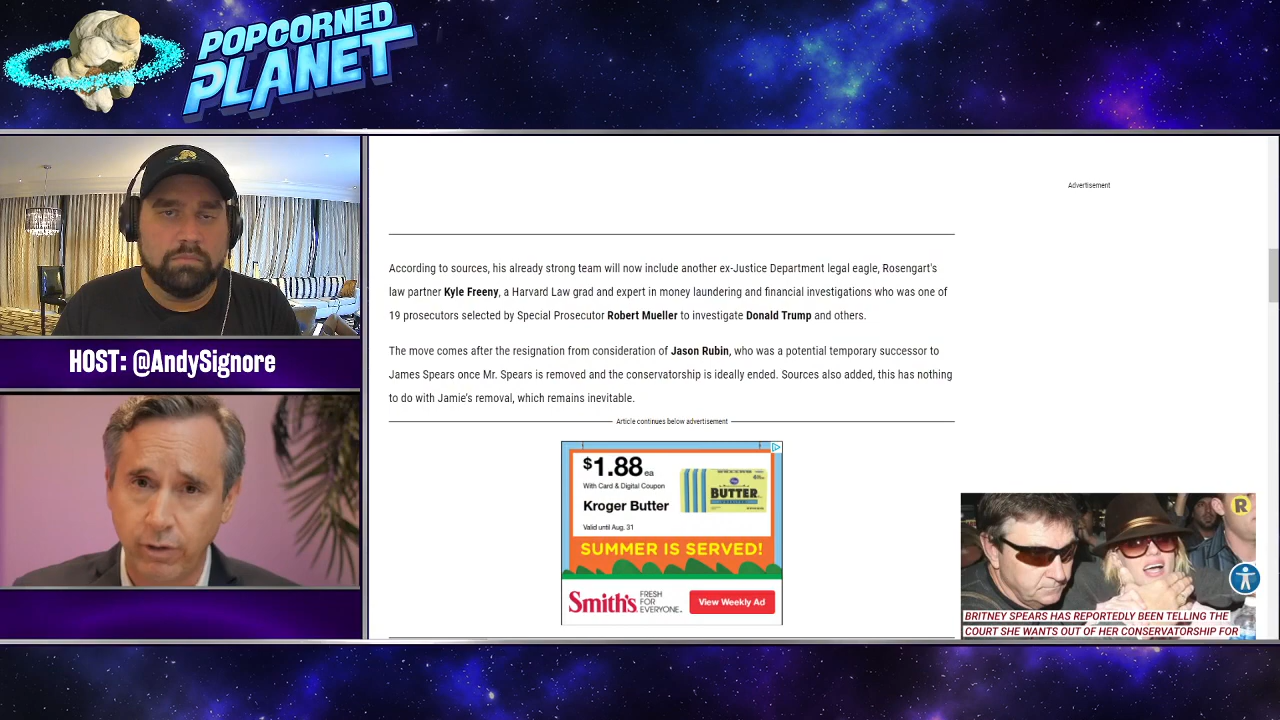 POPCORNED
PLANET
HOST: @AndySignore
Advertisement
According to sources, his already strong team will now include another ex-Justice Department legal eagle, Rosengart's
law partner Kyle Freeny, a Harvard Law grad and expert in money laundering and financial investigations who was one of
19 prosecutors selected by Special Prosecutor Robert Mueller to investigate Donald Trump and others.
The move comes after the resignation from consideration of Jason Rubin, who was a potential temporary successor to
James Spears once Mr. Spears is removed and the conservatorship is ideally ended. Sources also added, this has nothing
to do with Jamie's removal, which remains inevitable.
Article continues below advertisement
$1.88 ea
With Card & Digital Coupon
Kroger Butter
Valid until Aug. 31
BUTTER
SUMMER IS SERVED!
Smith's FRESH FOR EVERYONE.
View Weekly Ad
R
BRITNEY SPEARS HAS REPORTEDLY BEEN TELLING THE
COURT SHE WANTS OUT OF HER CONSERVATORSHIP FOR